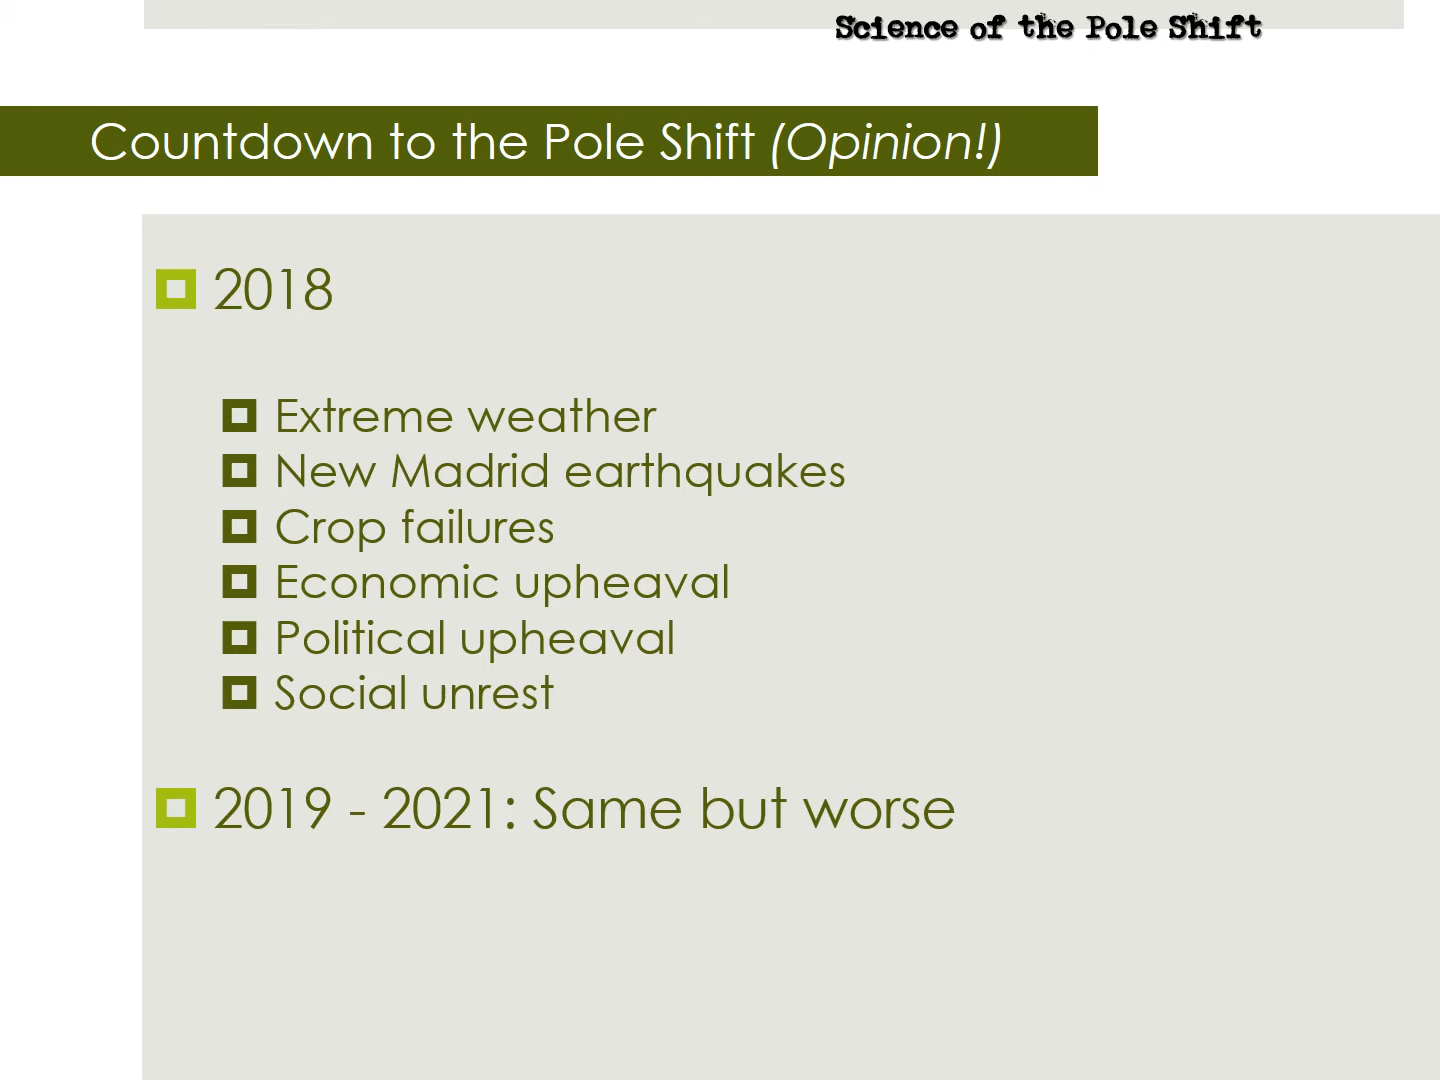 Science of the Pole Shift
Countdown to the Pole Shift (Opinion!)
2018
Extreme weather
New Madrid earthquakes
Crop failures
Economic upheaval
Political upheaval
Social unrest
2019 - 2021: Same but worse